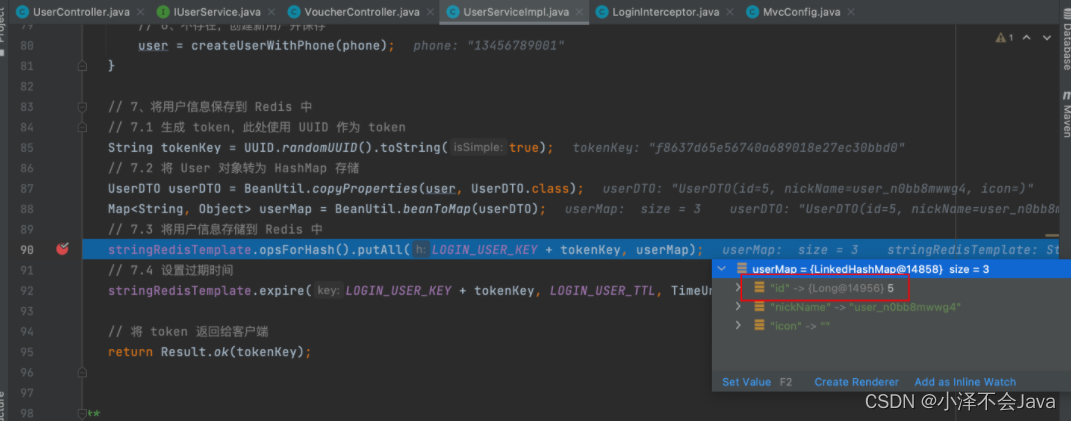 UserController.java
IUserService.java
VoucherController.java
UserServiceImpl.java
LoginInterceptor.java
MvcConfig.java
Project
Database
Maven
80 user = createUserWithPhone(phone); phone: "13456789001"
1
81 }
82
83 // 7、将用户信息保存到 Redis 中
84 // 7.1 生成 token，此处使用 UUID 作为 token
85 String tokenKey = UUID.randomUUID().toString( isSimple: true); tokenKey: "f8637d65e56740a689018e27ec30bbd0"
86 // 7.2 将 User 对象转为 HashMap 存储
87 UserDTO userDTO = BeanUtil.copyProperties(user, UserDTO.class); userDTO: "UserDTO(id=5, nickName=user_n0bb8mwwg4, icon=)"
88 Map<String, Object> userMap = BeanUtil.beanToMap(userDTO); userMap: size = 3 userDTO: "UserDTO(id=5, nickName=user_n0bb8m
89 // 7.3 将用户信息存储到 Redis 中
90 stringRedisTemplate.opsForHash().putAll( h: LOGIN_USER_KEY + tokenKey, userMap); userMap: size = 3 stringRedisTemplate: St
91 // 7.4 设置过期时间
92 stringRedisTemplate.expire( key: LOGIN_USER_KEY + tokenKey, LOGIN_USER_TTL, TimeUn
93
94 // 将 token 返回给客户端
95 return Result.ok(tokenKey);
96
97
98 **
userMap = {LinkedHashMap@14858} size = 3
"id" -> {Long@14956} 5
"nickName" -> "user_n0bb8mwwg4"
"icon" -> ""
Set Value F2 Create Renderer Add as Inline Watch
CSDN @小泽不会Java